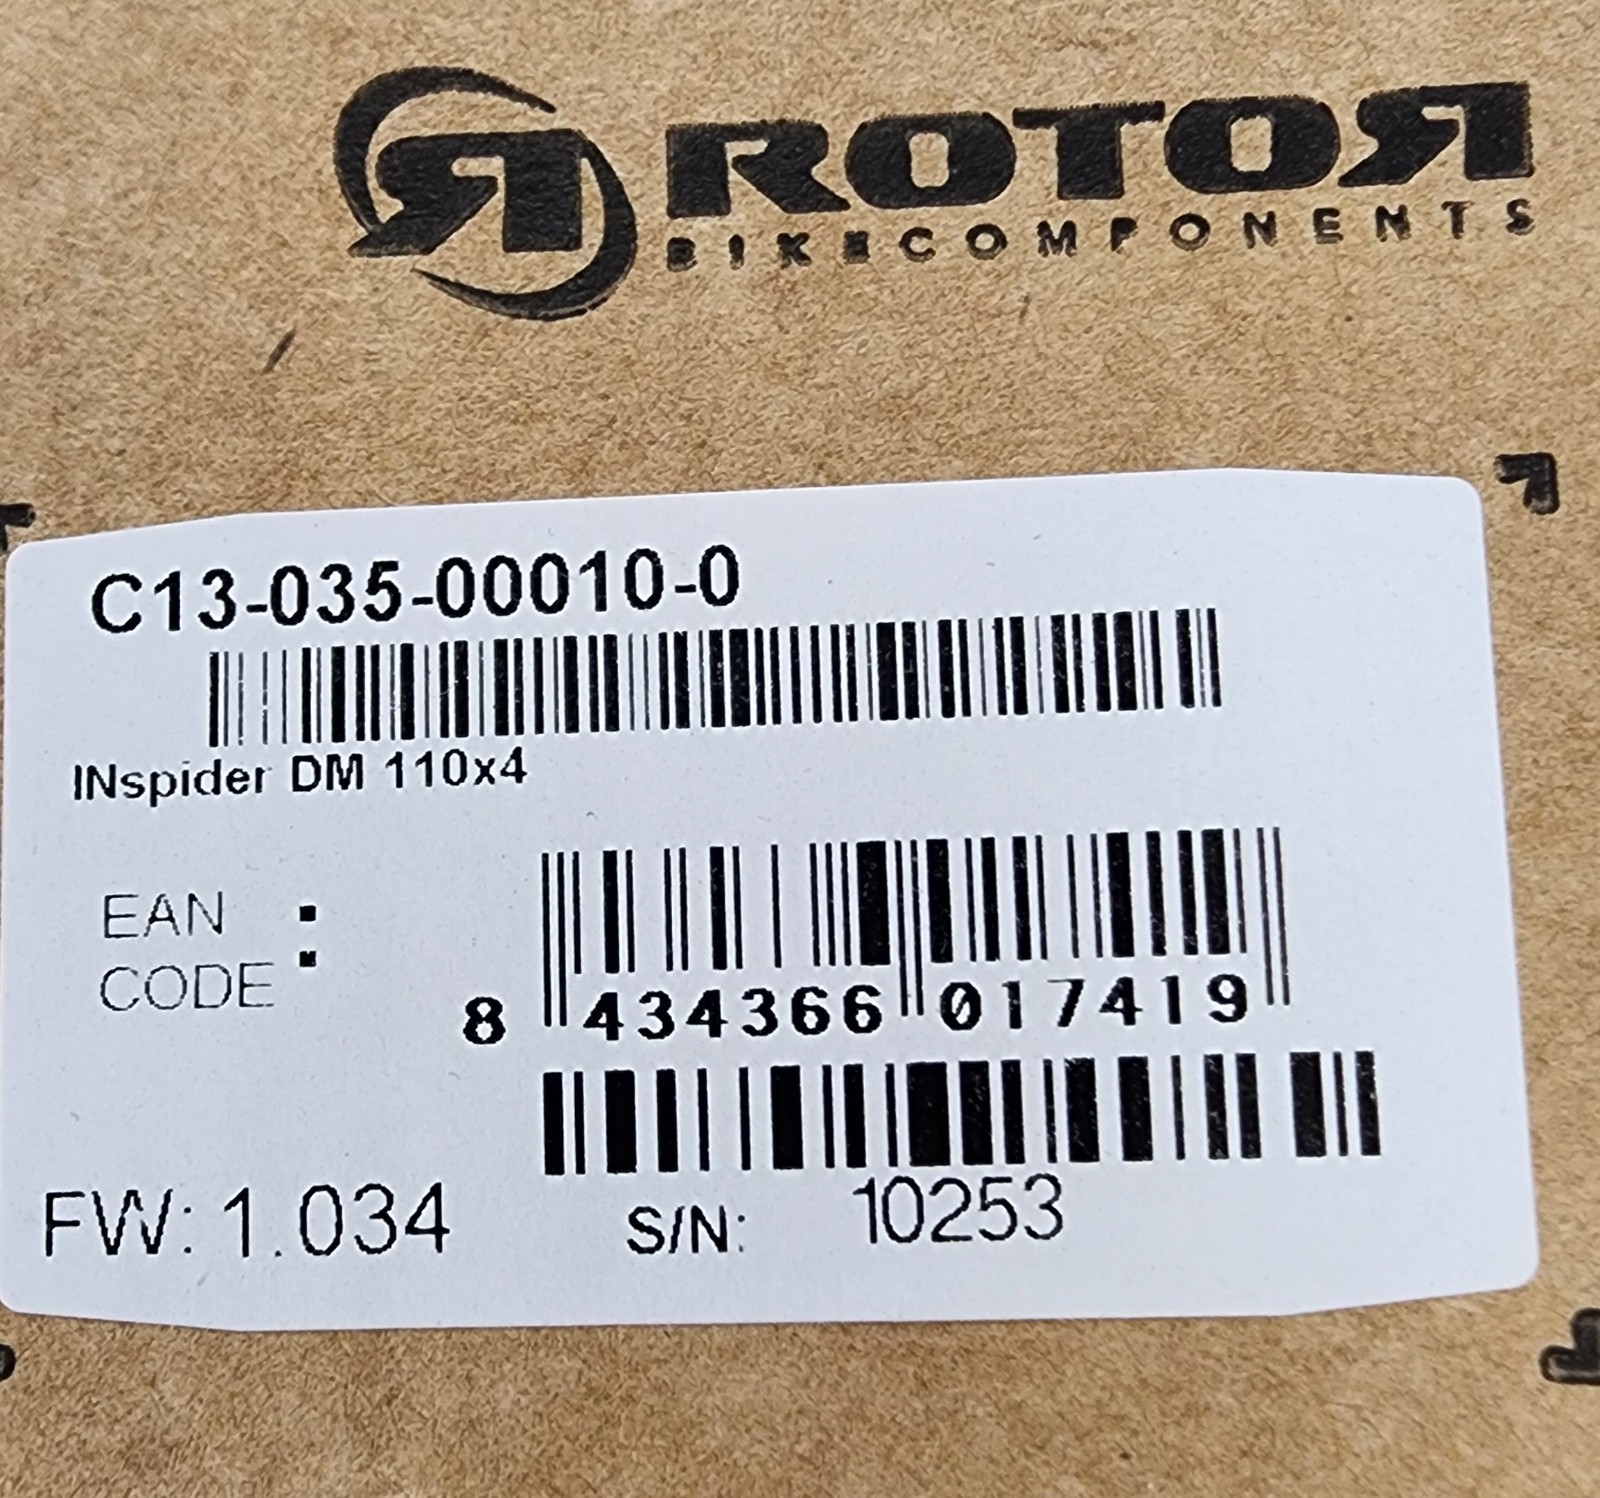 ROTOR
BIKECOMPONENTS
C13-035-00010-0
INspider DM 110x4
EAN :
CODE
8 434366 017419
FW: 1.034
S/N: 10253